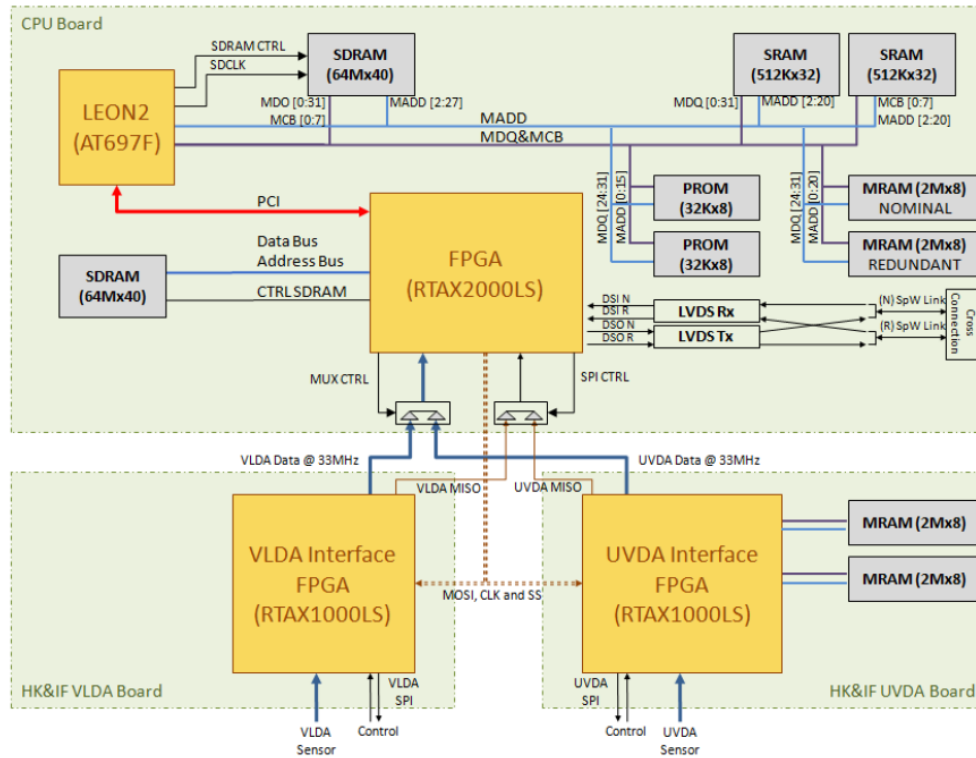 CPU Board
SDRAM CTRL
SDCLK
SDRAM
(64Mx40)
SRAM
(512Kx32)
SRAM
(512Kx32)
LEON2
(AT697F)
MDO [0:31]
MCB [0:7]
MADD [2:27]
MADD
MDQ&MCB
MDQ [0:31]
MADD [2:20]
MCB [0:7]
MADD [2:20]
MDQ [24:31]
MADD [0:15]
PROM
(32Kx8)
PROM
(32Kx8)
MDQ [24:31]
MADD [0:20]
MRAM (2Mx8)
NOMINAL
MRAM (2Mx8)
REDUNDANT
PCI
FPGA
(RTAX2000LS)
SDRAM
(64Mx40)
Data Bus
Address Bus
CTRL SDRAM
DSI N
DSI R
DSO N
DSO R
LVDS Rx
LVDS Tx
(N) SpW Link
(R) SpW Link
Cross
Connection
MUX CTRL
SPI CTRL
VLDA Data @ 33MHz
UVDA Data @ 33MHz
VLDA MISO
UVDA MISO
VLDA Interface
FPGA
(RTAX1000LS)
MOSI, CLK and SS
UVDA Interface
FPGA
(RTAX1000LS)
MRAM (2Mx8)
MRAM (2Mx8)
HK&IF VLDA Board
VLDA
SPI
UVDA
SPI
HK&IF UVDA Board
VLDA
Sensor
Control
Control
UVDA
Sensor